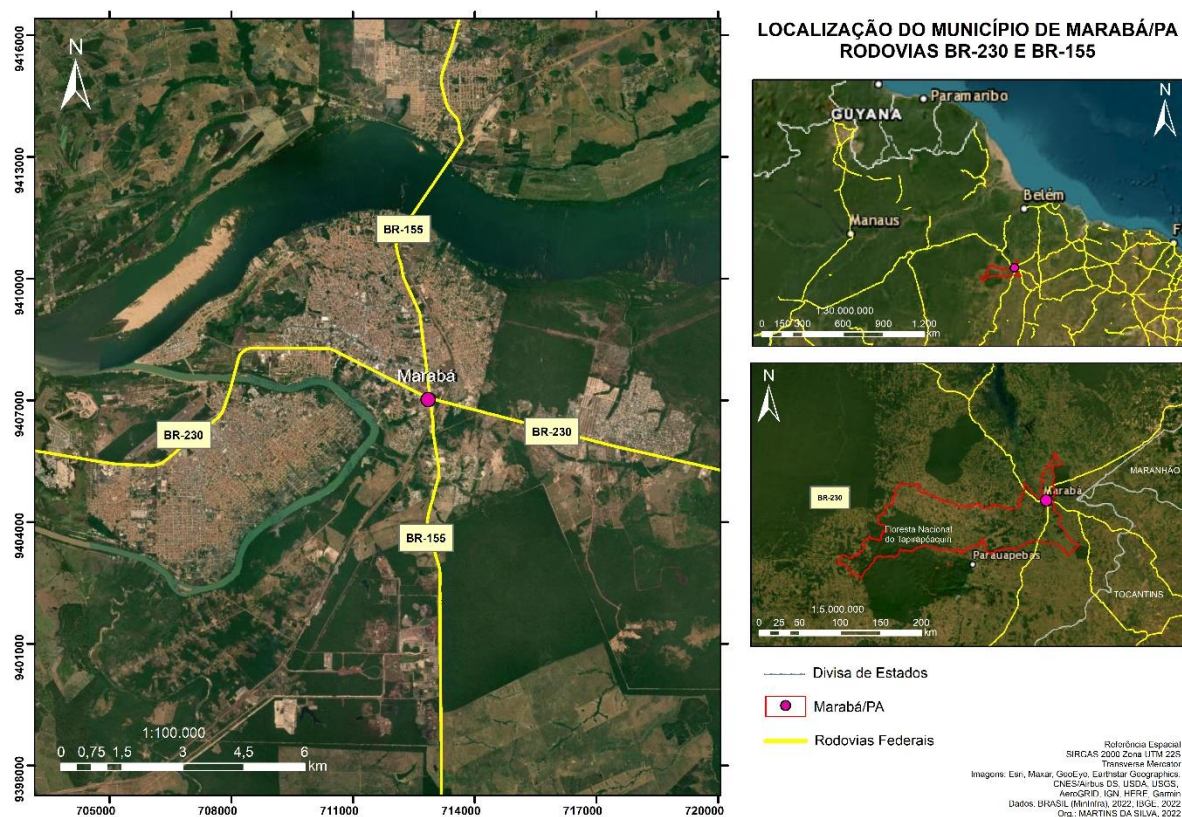 LOCALIZAÇÃO DO MUNICÍPIO DE MARABÁ/PA
RODOVIAS BR-230 E BR-155
N
9416000
9413000
9410000
9407000
9404000
9401000
9398000
BR-155
Marabá
BR-230
BR-230
BR-155
1:100.000
0 0,75 1,5 3 4,5 6
km
705000 708000 711000 714000 717000 720000
N
Paramaribo
GUYANA
Belém
Manaus
F
1:30.000.000
0 150 300 600 900 1.200
km
N
MARANHÃO
Marabá
BR-230
Floresta Nacional
do Tapirapéaquiri
Parauapebas
TOCANTINS
1:5.000.000
0 25 50 100 150 200
km
Divisa de Estados
Marabá/PA
Rodovias Federais
Referência Espacial
SIRGAS 2000 Zona UTM 22S
Transverse Mercator
Imagens: Esri, Maxar, GeoEye, Earthstar Geographics,
CNES/Airbus DS, USDA, USGS,
AeroGRID, IGN, HERE, Garmin
Dados: BRASIL (MinInfra), 2022; IBGE, 2022
Org.: MARTINS DA SILVA, 2022